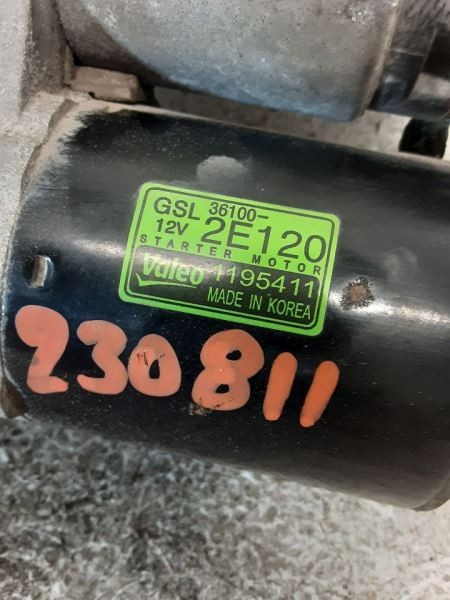 GSL 36100-
12V 2E120
STARTER MOTOR
Valeo 1195411
MADE IN KOREA
230811